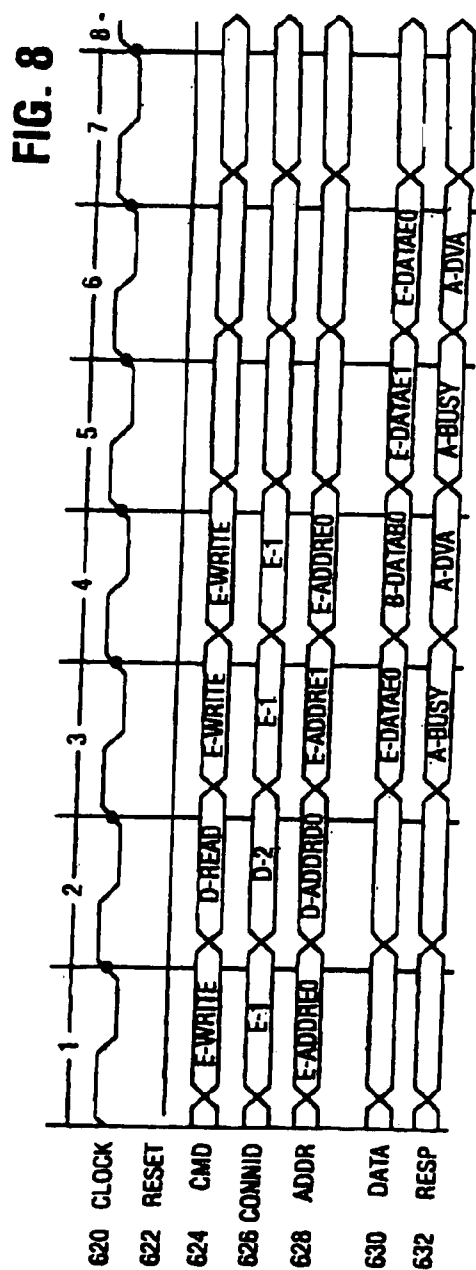 FIG. 8
1 2 3 4 5 6 7 8
620 CLOCK
622 RESET
624 CMD E-WRITE D-READ E-WRITE E-WRITE
626 CONNID E-1 D-2 E-1 E-1
628 ADDR E-ADDRE0 D-ADDRD0 E-ADDRE1 E-ADDRE0
630 DATA E-DATAE0 B-DATAB0 E-DATAE1 E-DATAE0
632 RESP A-BUSY A-DVA A-BUSY A-DVA